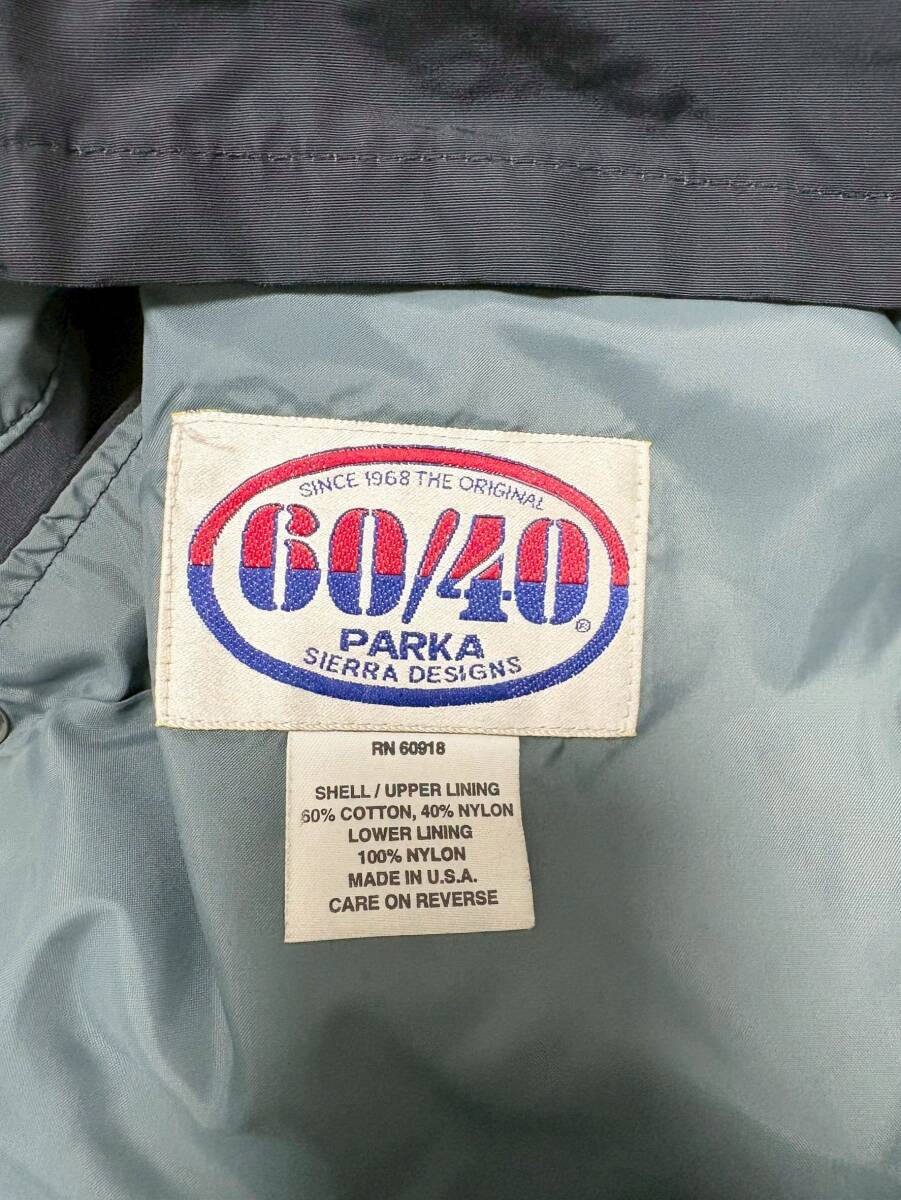 SINCE 1968 THE ORIGINAL
60/40®
PARKA
SIERRA DESIGNS
RN 60918
SHELL / UPPER LINING
60% COTTON, 40% NYLON
LOWER LINING
100% NYLON
MADE IN U.S.A.
CARE ON REVERSE